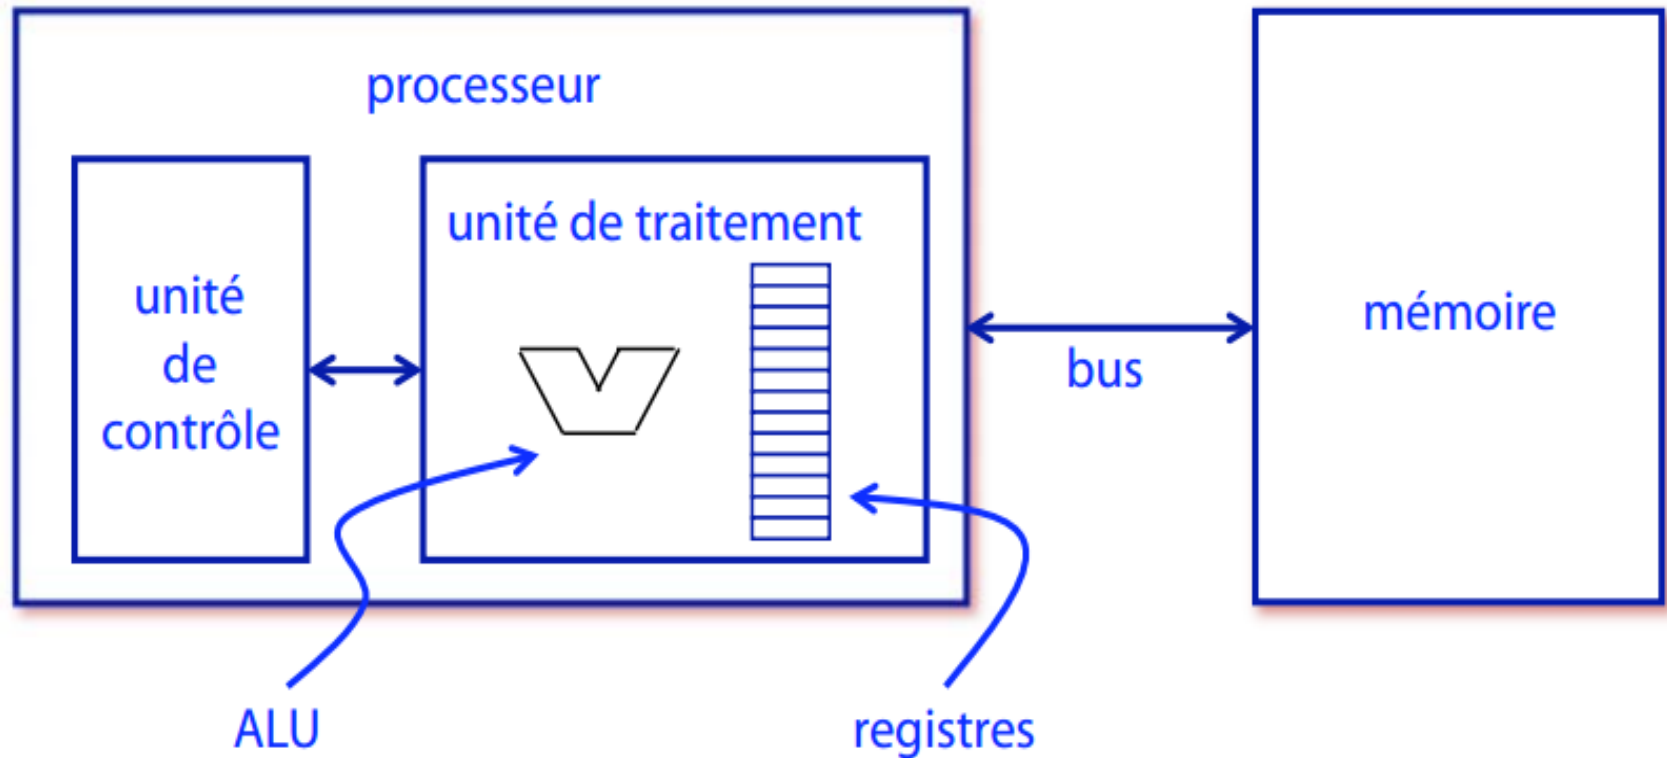 processeur
unité
de
contrôle
unité de traitement
bus
mémoire
ALU
registres